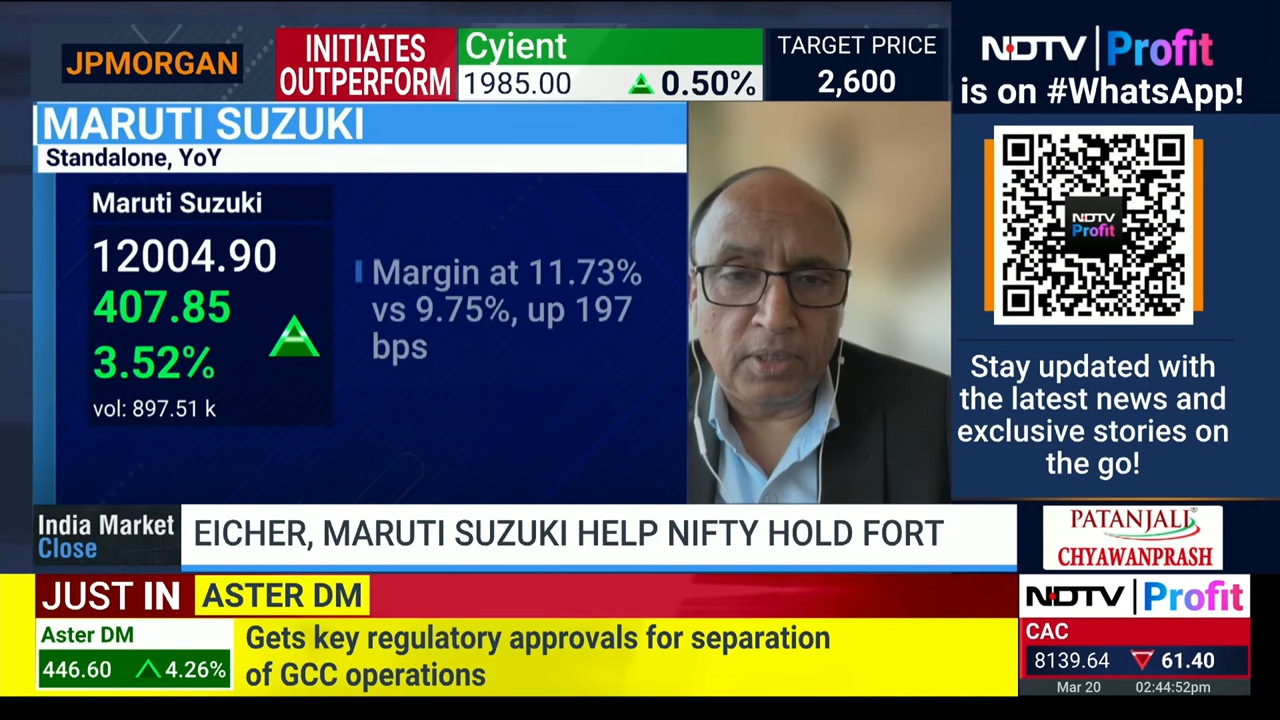 JPMORGAN
INITIATES
OUTPERFORM
Cyient
1985.00 0.50%
TARGET PRICE
2,600
NDTV Profit
is on #WhatsApp!
MARUTI SUZUKI
Standalone, YoY
Maruti Suzuki
12004.90
407.85
3.52%
vol: 897.51 k
Margin at 11.73%
vs 9.75%, up 197
bps
NDTV
Profit
Stay updated with
the latest news and
exclusive stories on
the go!
India Market
Close
EICHER, MARUTI SUZUKI HELP NIFTY HOLD FORT
PATANJALI
CHYAWANPRASH
JUST IN ASTER DM
Aster DM
446.60 4.26%
Gets key regulatory approvals for separation
of GCC operations
NDTV Profit
CAC
8139.64 61.40
Mar 20 02:44:52pm